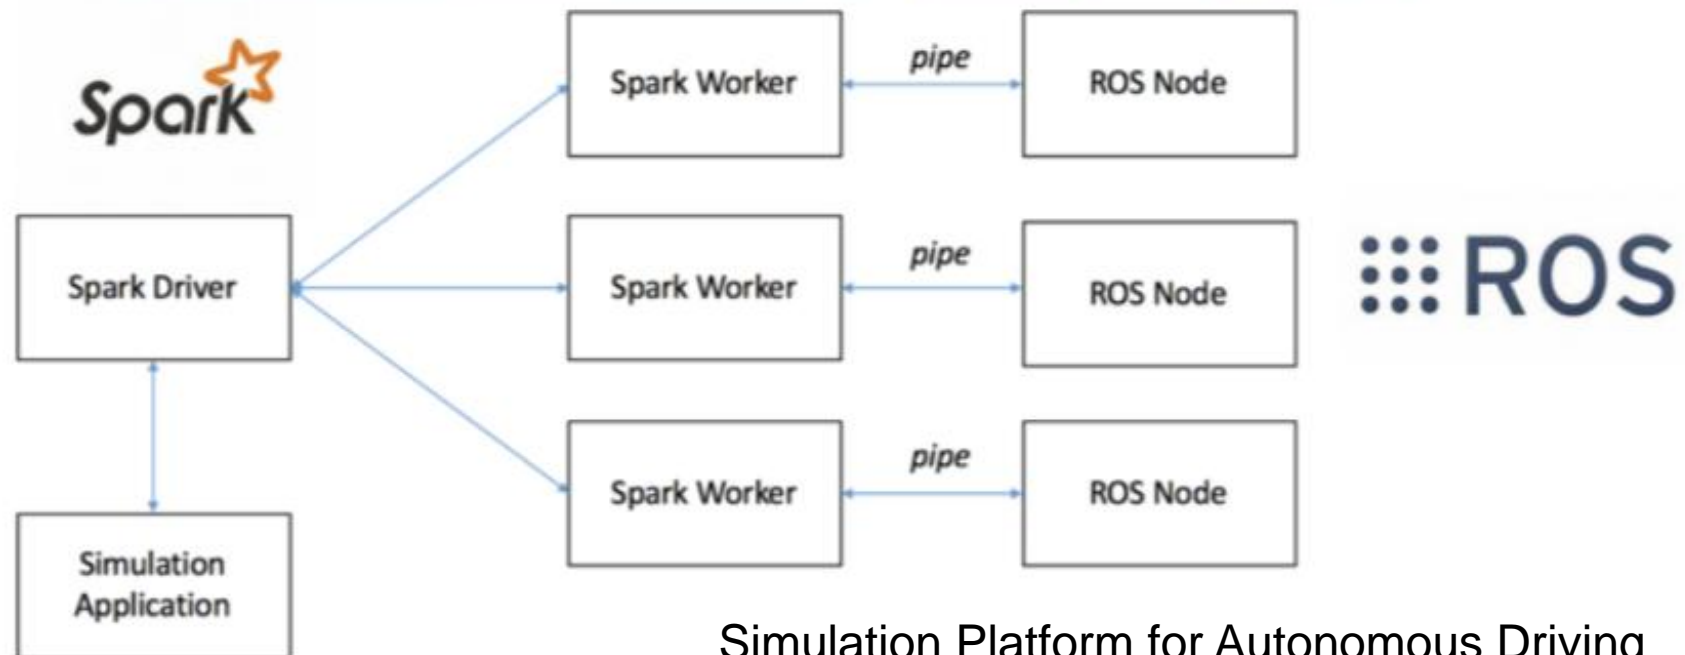 Spark
Spark Worker
pipe
ROS Node
Spark Driver
Spark Worker
pipe
ROS Node
ROS
Spark Worker
pipe
ROS Node
Simulation
Application
Simulation Platform for Autonomous Driving